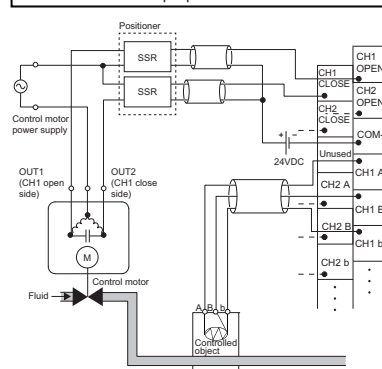 Positioner
SSR
SSR
Control motor
power supply
OUT1
(CH1 open
side)
OUT2
(CH1 close
side)
M
Control motor
Fluid
24VDC
+
-
CH1
CLOSE
CH2
CLOSE
Unused
CH2 A
CH2 B
CH2 b
CH1
OPEN
CH2
OPEN
COM-
CH1 A
CH1 B
CH1 b
A B b
Controlled
object